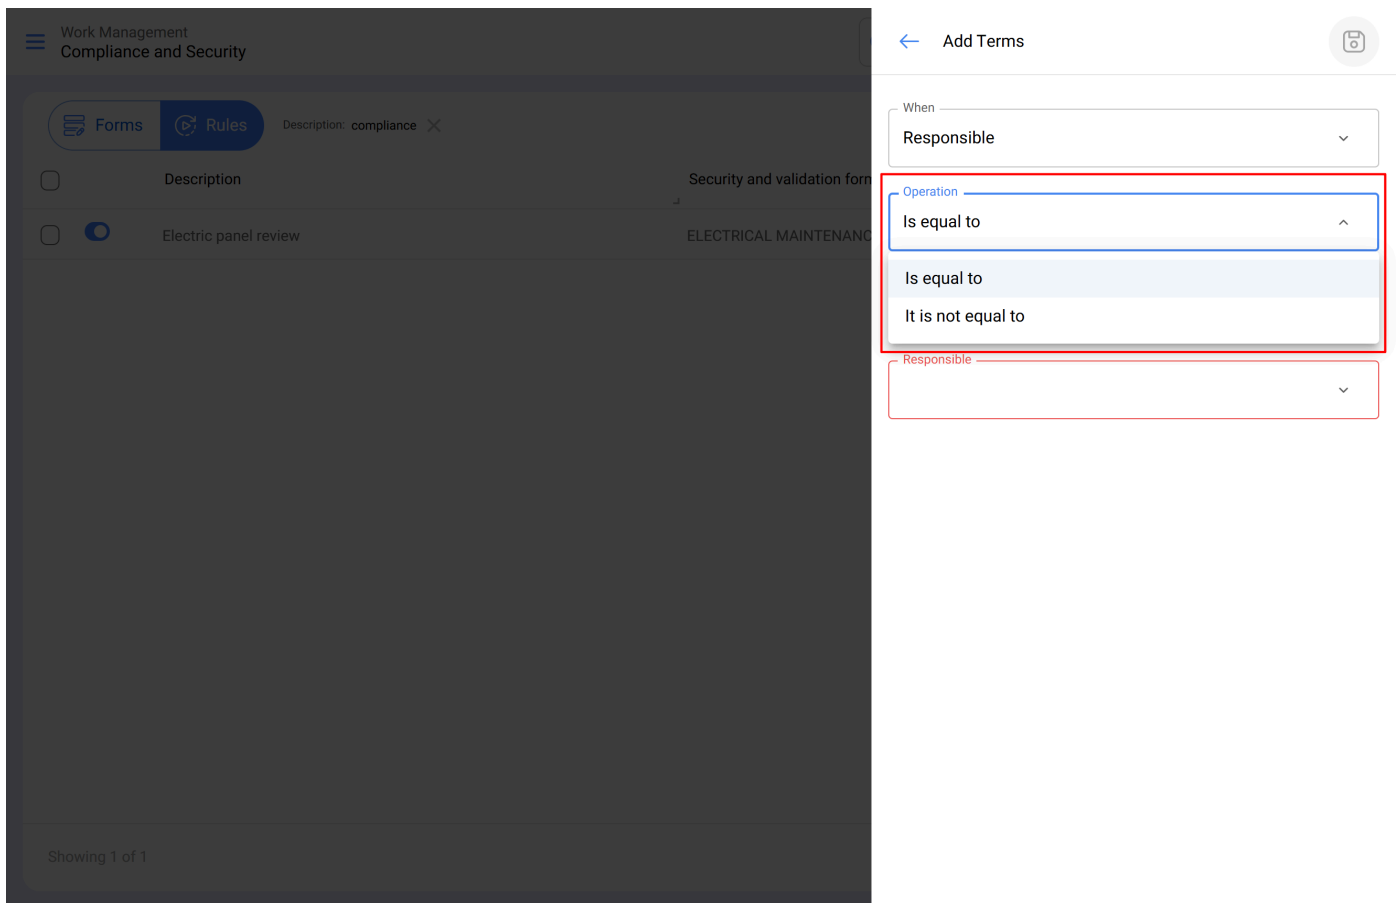 Work Management
Compliance and Security
Forms
Rules
Description: compliance
Description
Security and validation forn
Electric panel review
ELECTRICAL MAINTENANC
Showing 1 of 1
Add Terms
When
Responsible
Operation
Is equal to
Is equal to
It is not equal to
Responsible